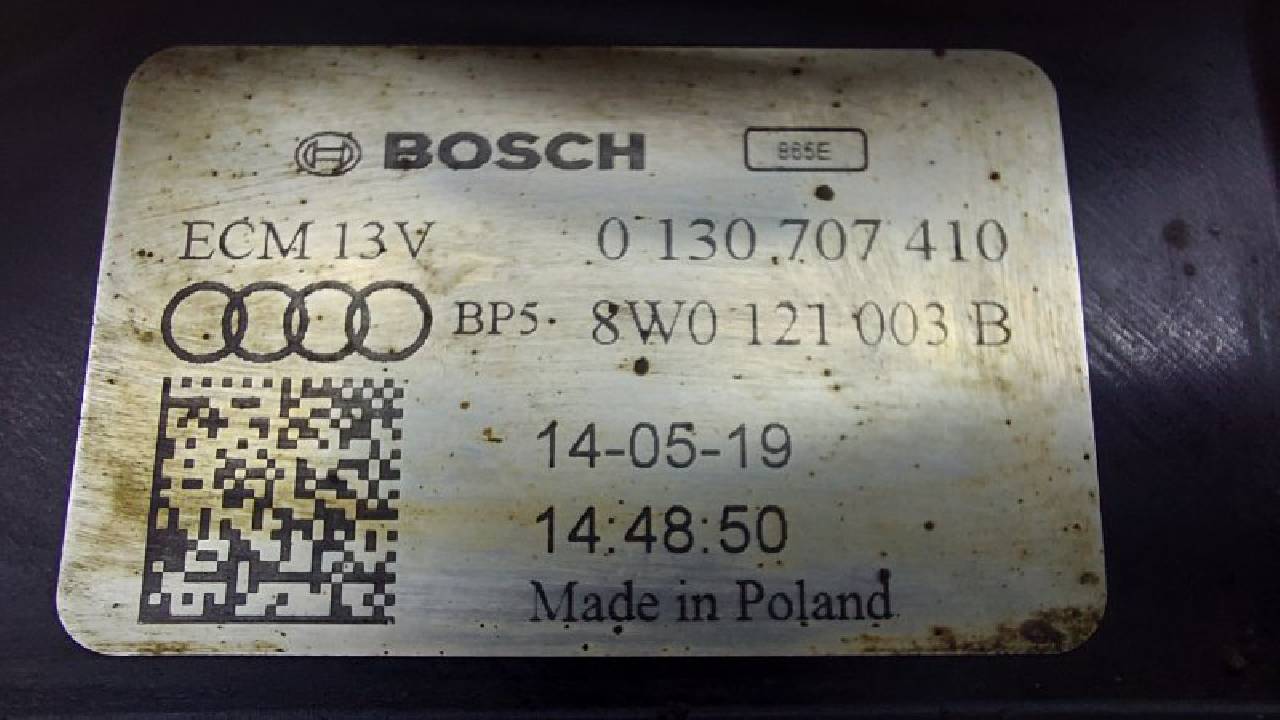 BOSCH 865E
ECM 13V 0 130 707 410
BP5 8W0 121 003 B
14-05-19
14:48:50
Made in Poland